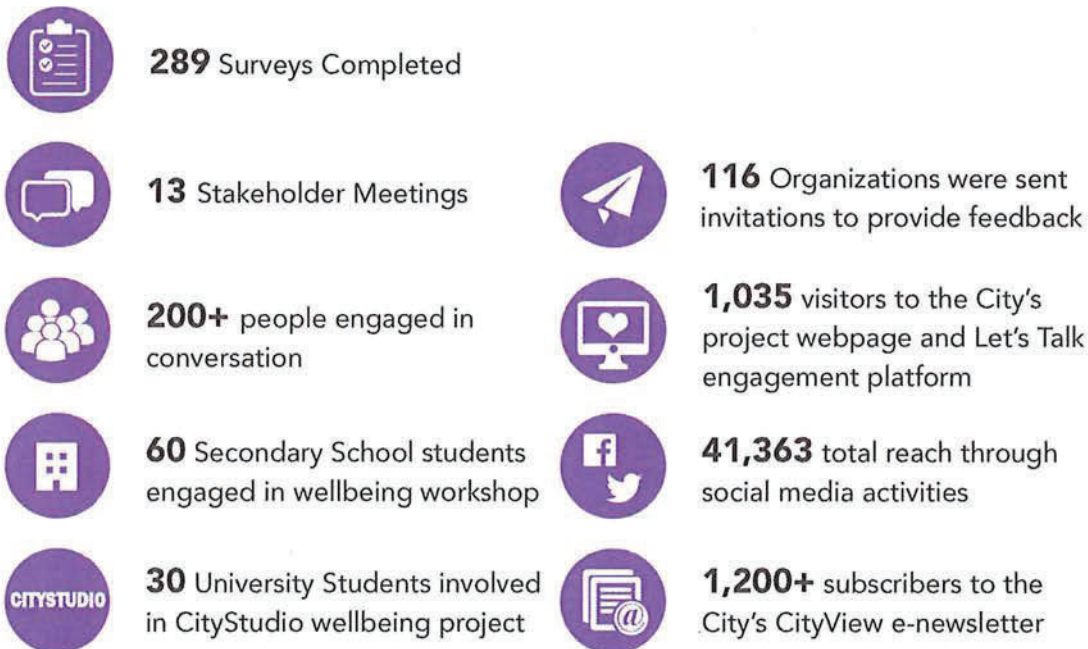 289 Surveys Completed
13 Stakeholder Meetings
200+ people engaged in
conversation
60 Secondary School students
engaged in wellbeing workshop
CITYSTUDIO
30 University Students involved
in CityStudio wellbeing project
116 Organizations were sent
invitations to provide feedback
1,035 visitors to the City's
project webpage and Let's Talk
engagement platform
41,363 total reach through
social media activities
1,200+ subscribers to the
City's CityView e-newsletter